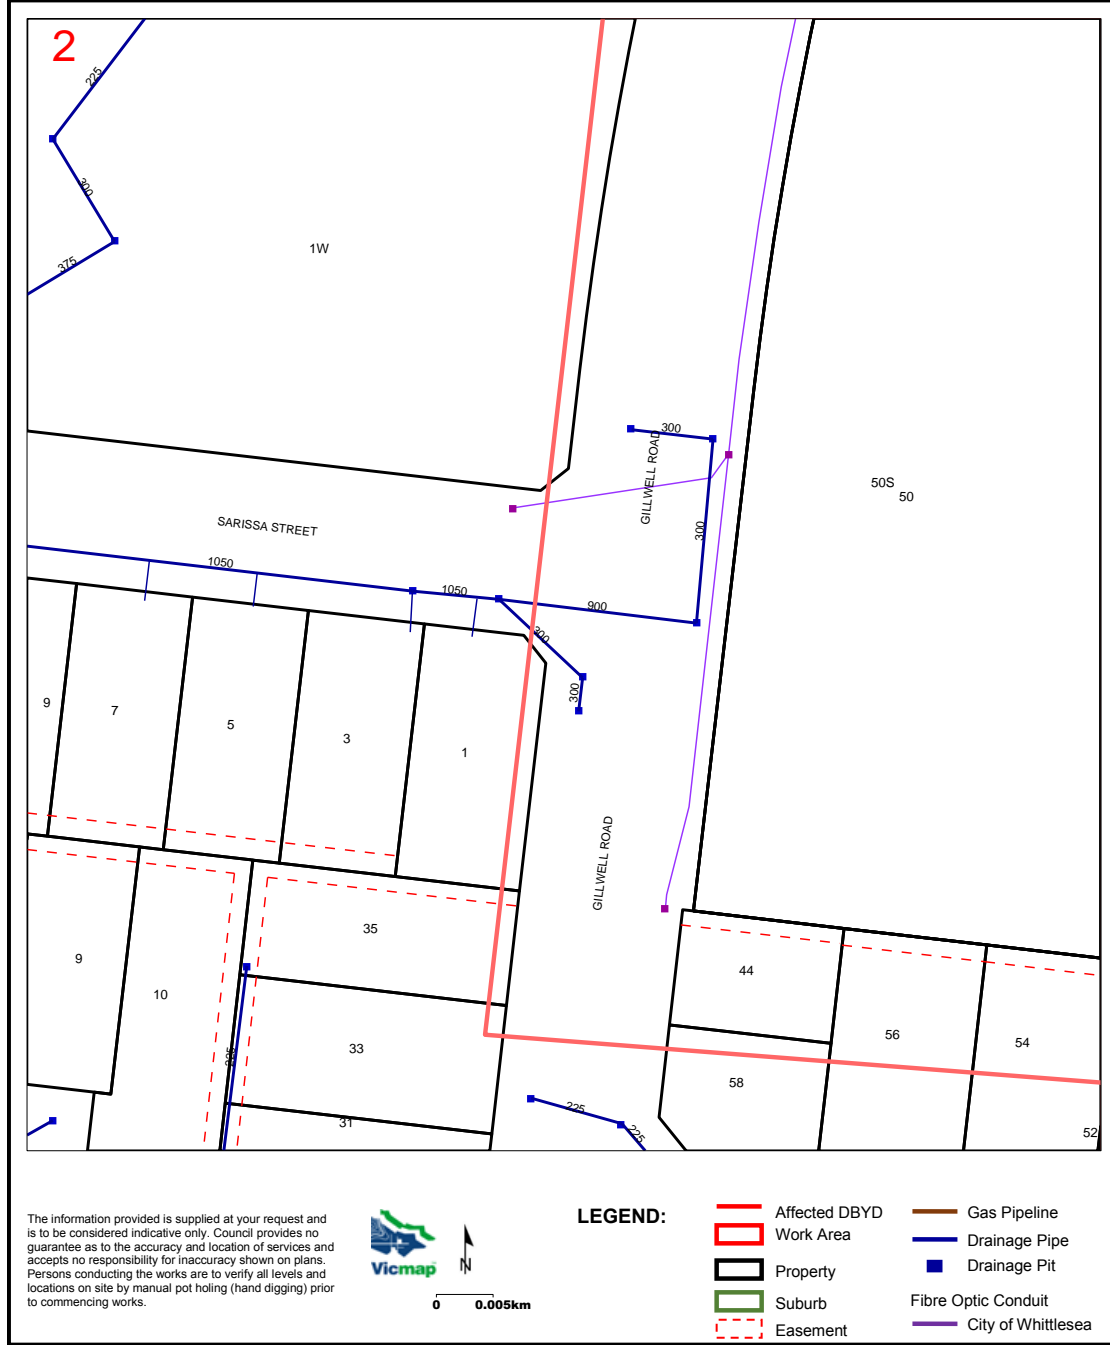 2
225
300
375
1W
300
GILLWELL ROAD
300
50S
50
SARISSA STREET
1050
1050
900
300
300
9
7
5
3
1
GILLWELL ROAD
35
9
10
44
56
54
33
225
58
225
225
31
52
The information provided is supplied at your request and
is to be considered indicative only. Council provides no
guarantee as to the accuracy and location of services and
accepts no responsibility for inaccuracy shown on plans.
Persons conducting the works are to verify all levels and
locations on site by manual pot holing (hand digging) prior
to commencing works.
Vicmap
N
0 0.005km
LEGEND:
Affected DBYD
Work Area
Property
Suburb
Easement
Gas Pipeline
Drainage Pipe
Drainage Pit
Fibre Optic Conduit
City of Whittlesea